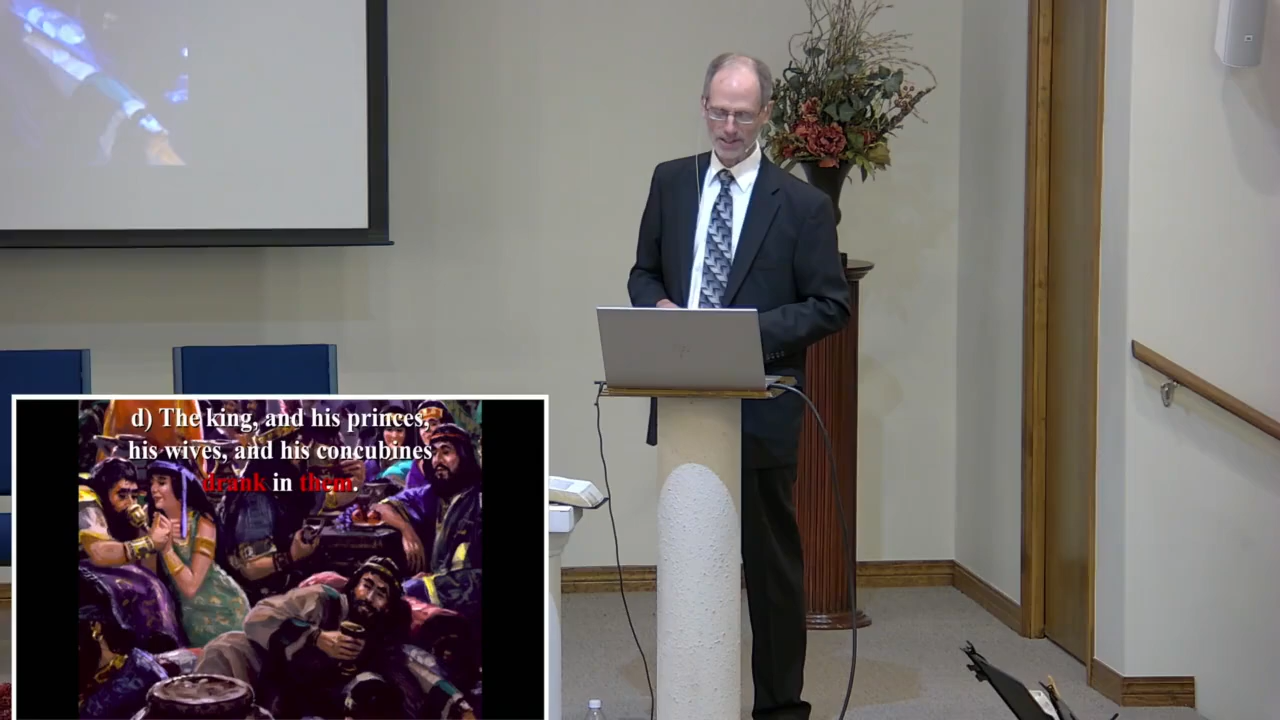 d) The king, and his princes,
his wives, and his concubines
drank in them.